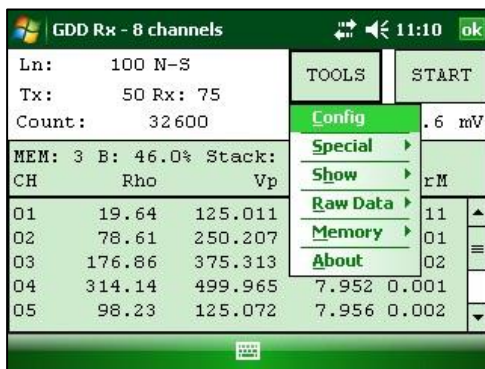 GDD Rx - 8 channels 11:10 ok
Ln: 100 N-S
TOOLS START
Tx: 50 Rx: 75
Count: 32600
.6 mV
Config
Special
Show
Raw Data
Memory
About
MEM: 3 B: 46.0% Stack:
CH Rho Vp rM
01 19.64 125.011 11
02 78.61 250.207 01
03 176.86 375.313 02
04 314.14 499.965 7.952 0.001
05 98.23 125.072 7.956 0.002